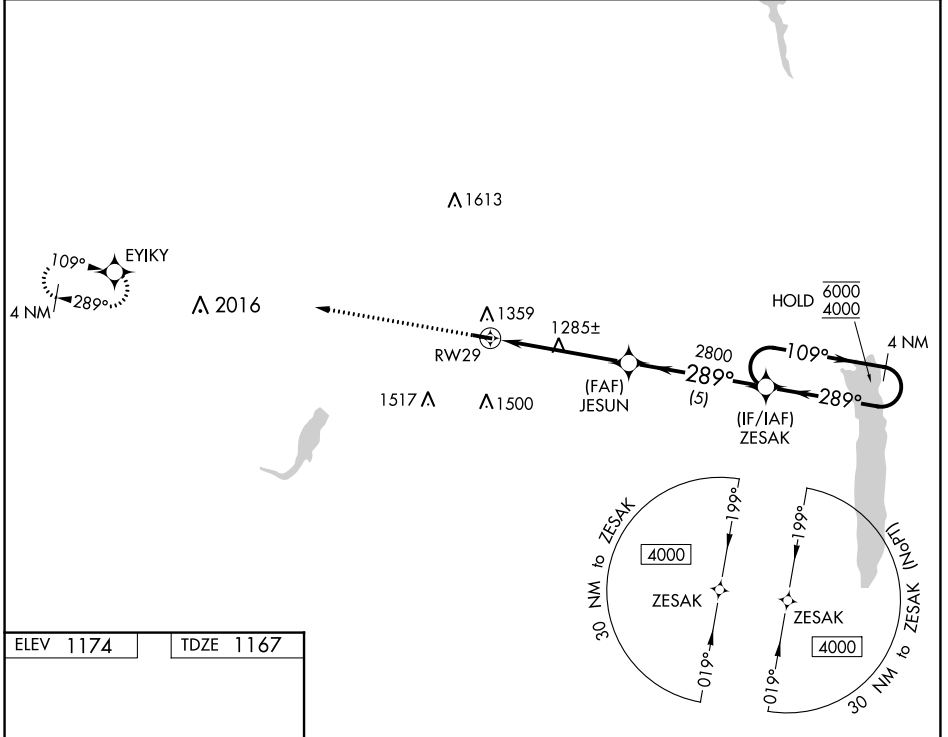 1613
EYIKY
109°
289°
4 NM
2016
1359
1285±
RW29
HOLD 6000
4000
4 NM
2800
109°
289°
(5)
289°
(FAF)
JESUN
(IF/IAF)
ZESAK
1517
1500
30 NM to ZESAK
199°
4000
ZESAK
019°
199°
ZESAK
4000
019°
30 NM to ZESAK (NoPT)
ELEV 1174
TDZE 1167